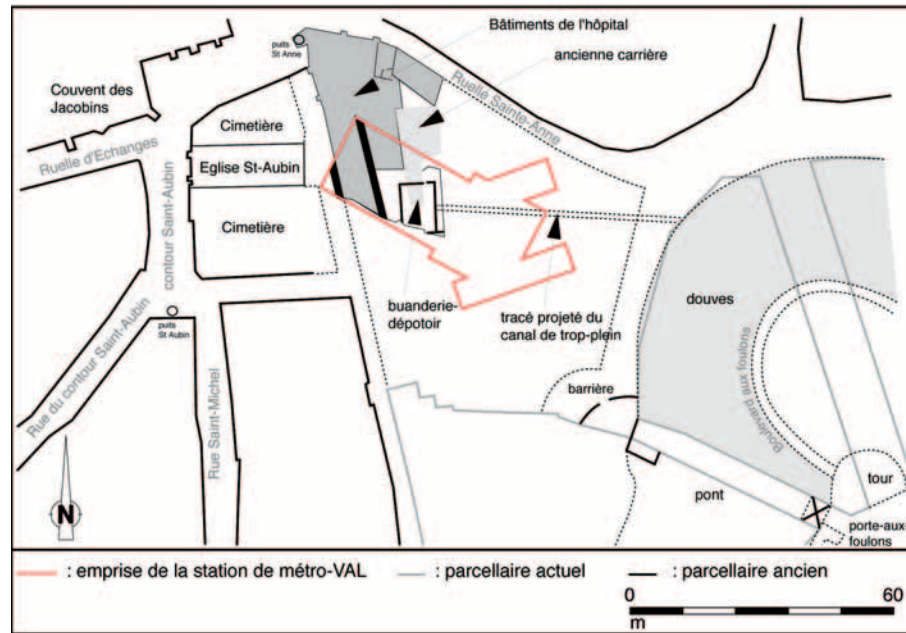 Bâtiments de l'hôpital
puits
St Anne
ancienne carrière
Couvent des
Jacobins
Ruelle Sainte-Anne
Cimetière
Ruelle d'Echanges
Eglise St-Aubin
contour Saint-Aubin
Cimetière
buanderie-
dépotoir
tracé projeté du
canal de trop-plein
douves
puits
St Aubin
Rue du contour Saint-Aubin
Rue Saint-Michel
barrière
Boulevard aux foulons
pont
tour
porte-aux-
foulons
N
: emprise de la station de métro-VAL
: parcellaire actuel
: parcellaire ancien
0
60
m